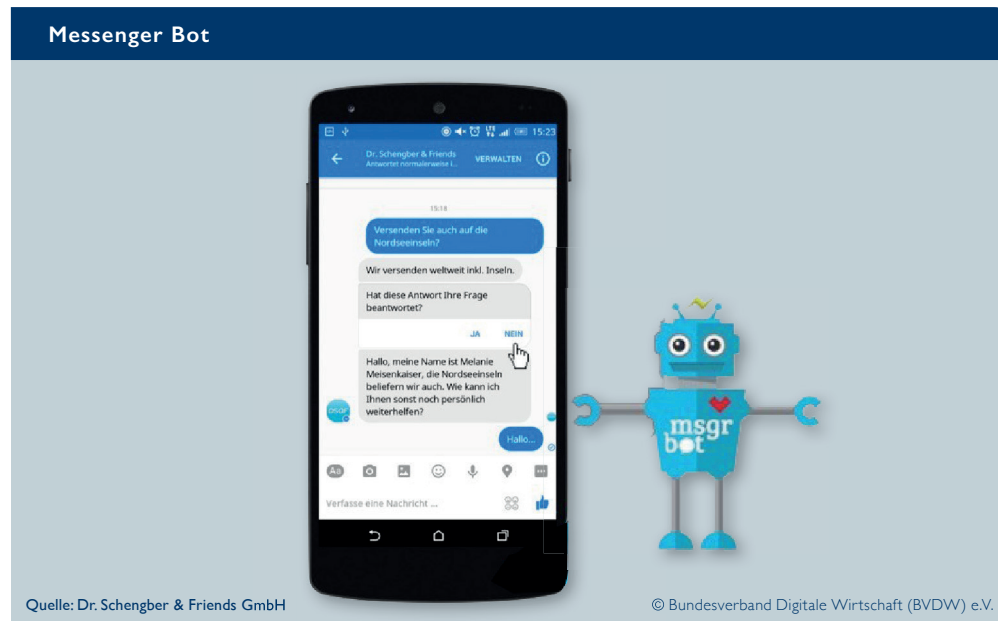 Messenger Bot
15:23
Dr. Schengber & Friends
Antwortet normalerweise i...
VERWALTEN
15:18
Versenden Sie auch auf die
Nordseeinseln?
Wir versenden weltweit inkl. Inseln.
Hat diese Antwort Ihre Frage
beantwortet?
JA NEIN
Hallo, meine Name ist Melanie
Meisenkaiser, die Nordseeinseln
beliefern wir auch. Wie kann ich
Ihnen sonst noch persönlich
weiterhelfen?
Hallo...
Aa
Verfasse eine Nachricht ...
msgr
bot
Quelle: Dr. Schengber & Friends GmbH
© Bundesverband Digitale Wirtschaft (BVDW) e.V.